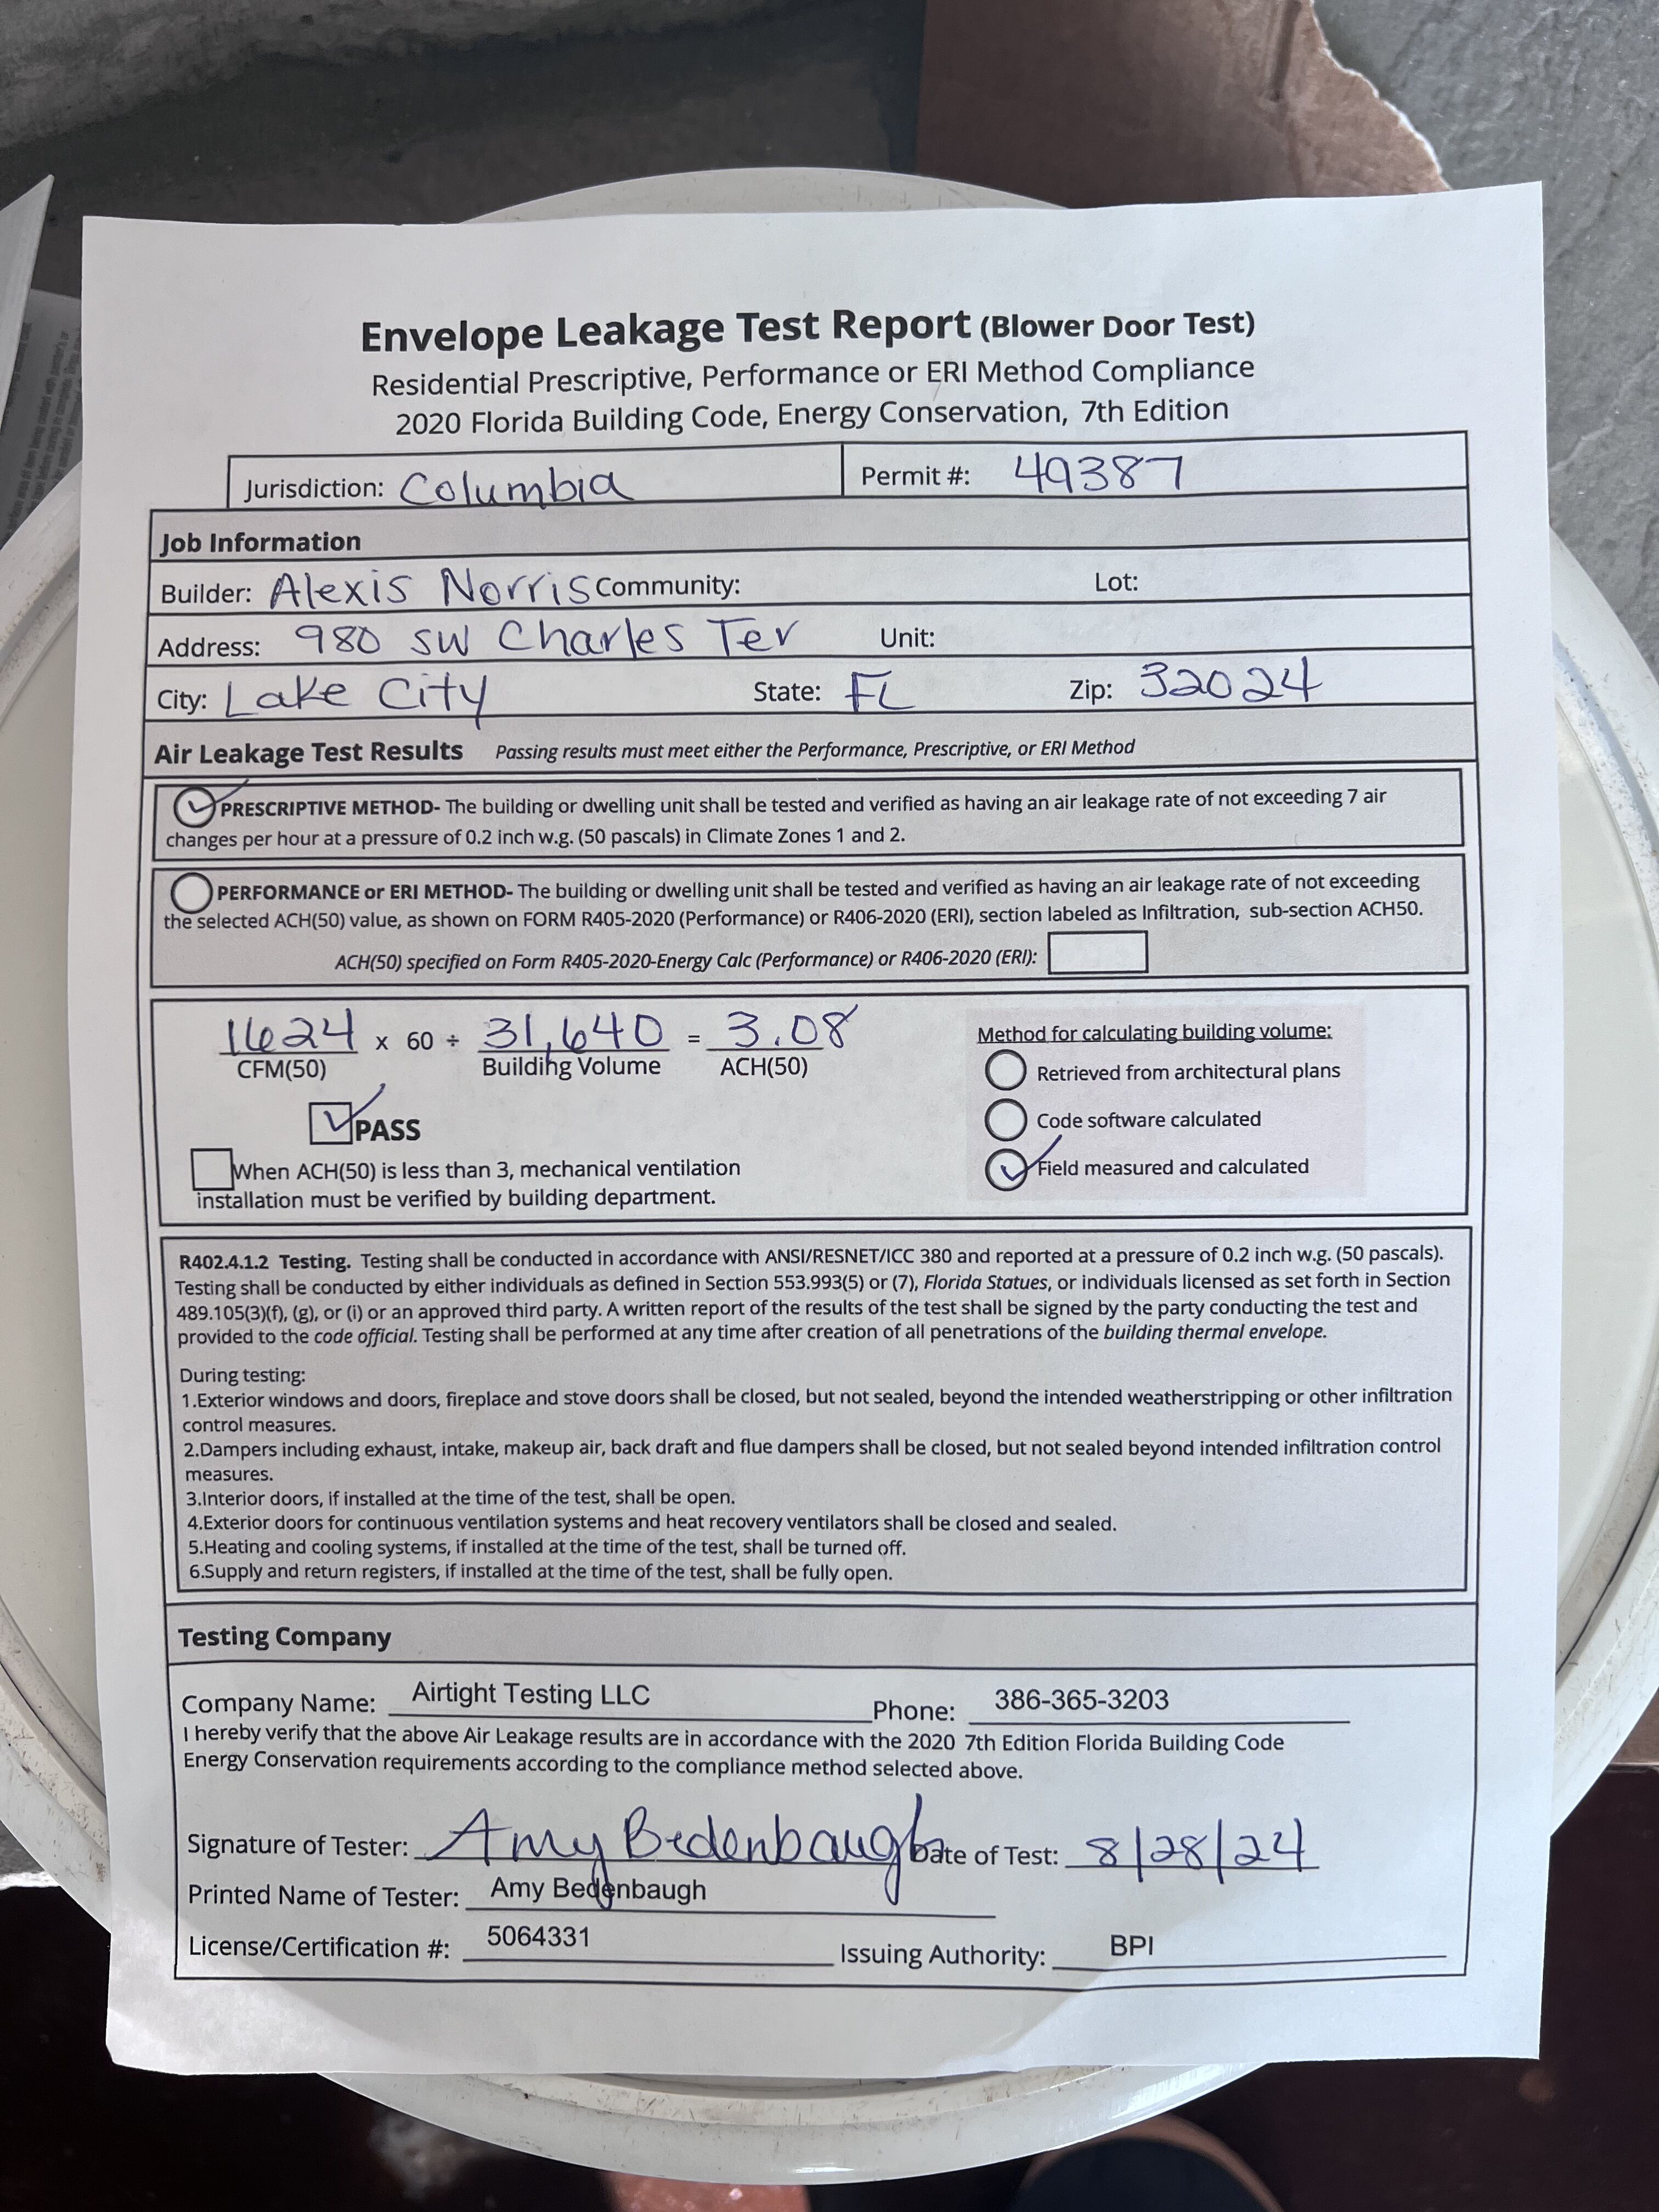 Envelope Leakage Test Report (Blower Door Test)
Residential Prescriptive, Performance or ERI Method Compliance
2020 Florida Building Code, Energy Conservation, 7th Edition
Jurisdiction: Columbia Permit #: 49387
Job Information
Builder: Alexis Norris Community: Lot:
Address: 980 SW Charles Ter Unit:
City: Lake City State: FL Zip: 32024
Air Leakage Test Results Passing results must meet either the Performance, Prescriptive, or ERI Method
PRESCRIPTIVE METHOD- The building or dwelling unit shall be tested and verified as having an air leakage rate of not exceeding 7 air
changes per hour at a pressure of 0.2 inch w.g. (50 pascals) in Climate Zones 1 and 2.
PERFORMANCE or ERI METHOD- The building or dwelling unit shall be tested and verified as having an air leakage rate of not exceeding
the selected ACH(50) value, as shown on FORM R405-2020 (Performance) or R406-2020 (ERI), section labeled as Infiltration, sub-section ACH50.
ACH(50) specified on Form R405-2020-Energy Calc (Performance) or R406-2020 (ERI):
1624 x 60 ÷ 31,640 = 3.08
CFM(50) Building Volume ACH(50)
PASS
When ACH(50) is less than 3, mechanical ventilation
installation must be verified by building department.
Method for calculating building volume:
Retrieved from architectural plans
Code software calculated
Field measured and calculated
R402.4.1.2 Testing. Testing shall be conducted in accordance with ANSI/RESNET/ICC 380 and reported at a pressure of 0.2 inch w.g. (50 pascals).
Testing shall be conducted by either individuals as defined in Section 553.993(5) or (7), Florida Statues, or individuals licensed as set forth in Section
489.105(3)(f), (g), or (i) or an approved third party. A written report of the results of the test shall be signed by the party conducting the test and
provided to the code official. Testing shall be performed at any time after creation of all penetrations of the building thermal envelope.
During testing:
1.Exterior windows and doors, fireplace and stove doors shall be closed, but not sealed, beyond the intended weatherstripping or other infiltration
control measures.
2.Dampers including exhaust, intake, makeup air, back draft and flue dampers shall be closed, but not sealed beyond intended infiltration control
measures.
3.Interior doors, if installed at the time of the test, shall be open.
4.Exterior doors for continuous ventilation systems and heat recovery ventilators shall be closed and sealed.
5.Heating and cooling systems, if installed at the time of the test, shall be turned off.
6.Supply and return registers, if installed at the time of the test, shall be fully open.
Testing Company
Company Name: Airtight Testing LLC Phone: 386-365-3203
I hereby verify that the above Air Leakage results are in accordance with the 2020 7th Edition Florida Building Code
Energy Conservation requirements according to the compliance method selected above.
Signature of Tester: Amy Bedenbaugh Date of Test: 8/28/24
Printed Name of Tester: Amy Bedenbaugh
License/Certification #: 5064331 Issuing Authority: BPI